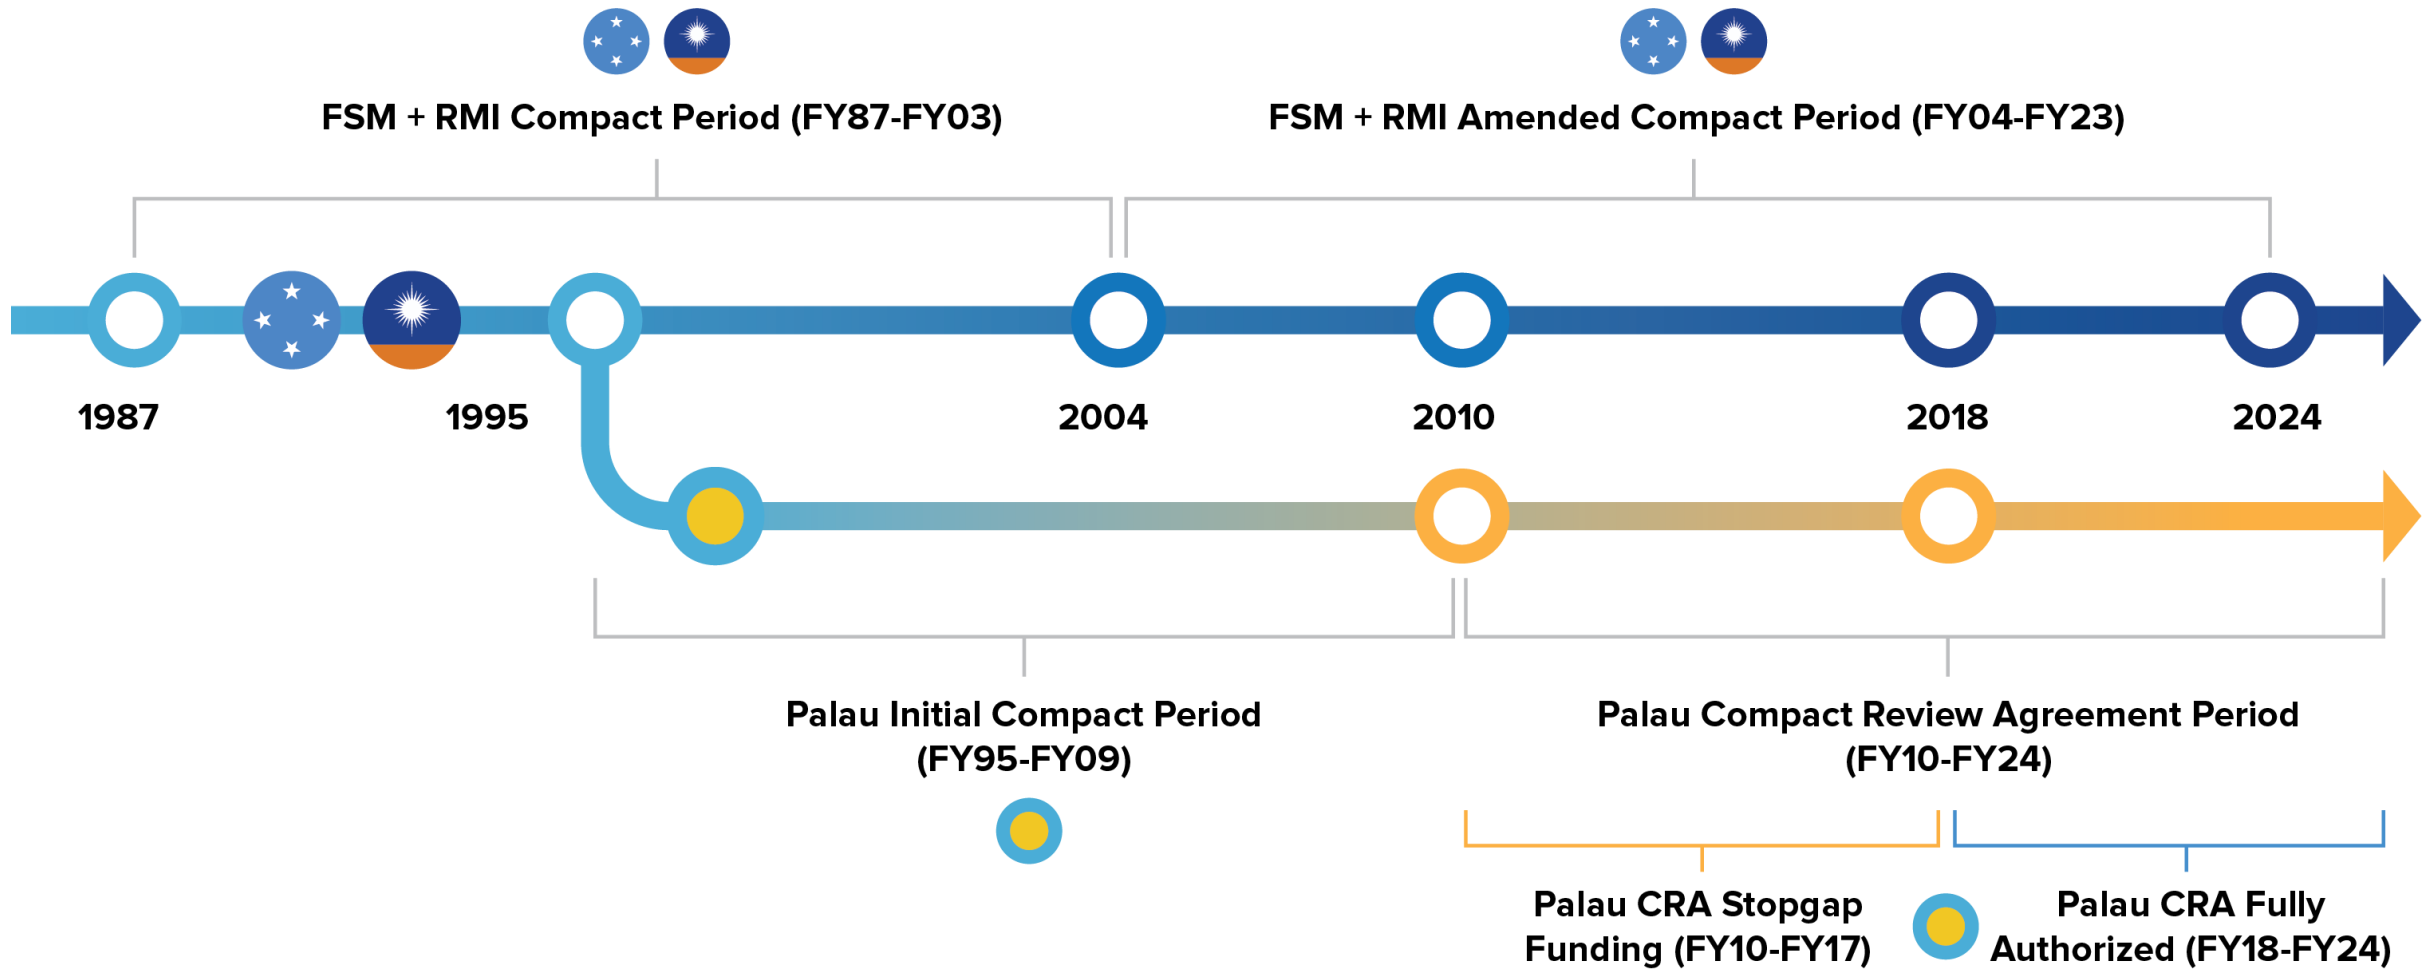 FSM + RMI Compact Period (FY87-FY03)
FSM + RMI Amended Compact Period (FY04-FY23)
1987
1995
2004
2010
2018
2024
Palau Initial Compact Period
(FY95-FY09)
Palau Compact Review Agreement Period
(FY10-FY24)
Palau CRA Stopgap
Funding (FY10-FY17)
Palau CRA Fully
Authorized (FY18-FY24)